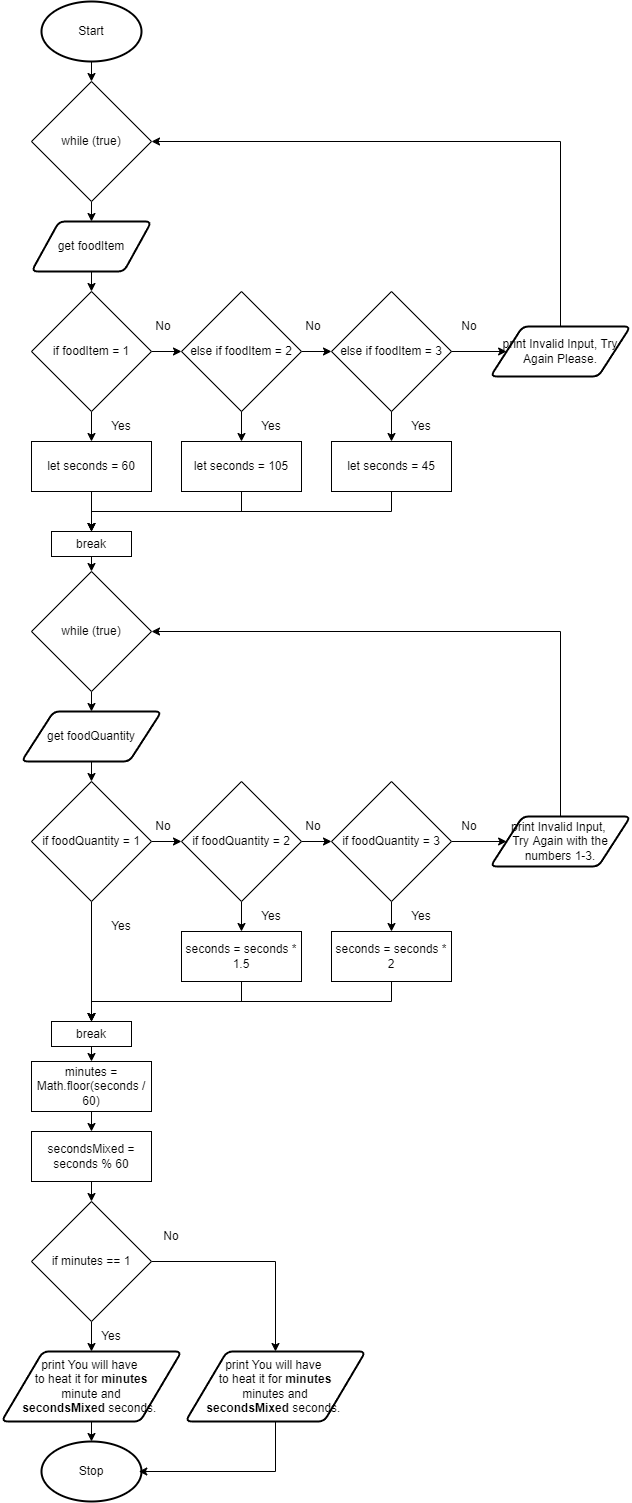 Start
while (true)
get foodItem
No
No
No
if foodItem = 1
else if foodItem = 2
else if foodItem = 3
print Invalid Input, Try
Again Please.
Yes
Yes
Yes
let seconds = 60
let seconds = 105
let seconds = 45
break
while (true)
get foodQuantity
No
No
No
if foodQuantity = 1
if foodQuantity = 2
if foodQuantity = 3
print Invalid Input,
Try Again with the
numbers 1-3.
Yes
Yes
Yes
seconds = seconds *
1.5
seconds = seconds *
2
break
minutes =
Math.floor(seconds /
60)
secondsMixed =
seconds % 60
No
if minutes == 1
Yes
print You will have
to heat it for minutes
minute and
secondsMixed seconds.
print You will have
to heat it for minutes
minutes and
secondsMixed seconds.
Stop